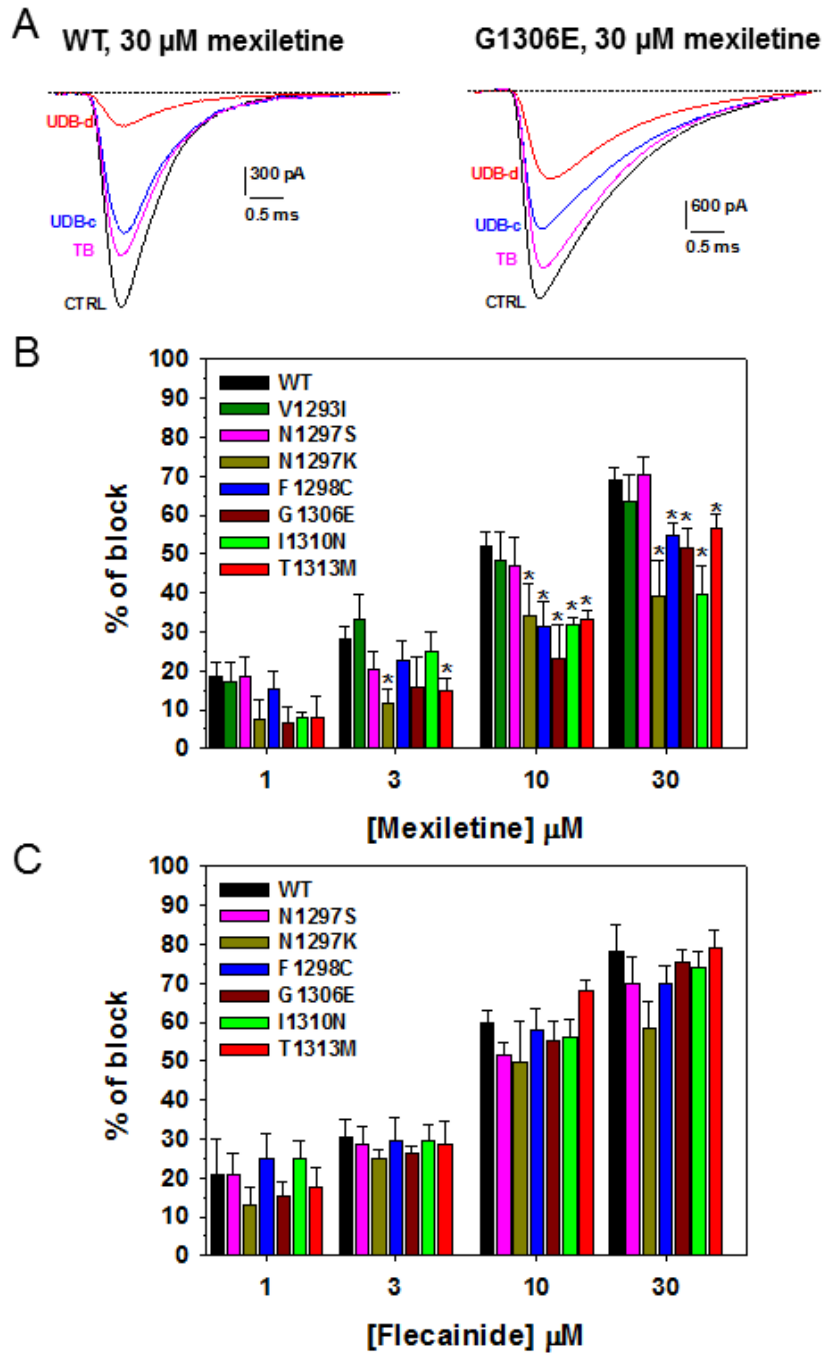 A
WT, 30 µM mexiletine
G1306E, 30 µM mexiletine
UDB-d
UDB-c
TB
CTRL
300 pA
0.5 ms
UDB-d
UDB-c
TB
CTRL
600 pA
0.5 ms
B
100
90
80
70
60
50
40
30
20
10
0
% of block
WT
V1293I
N1297S
N1297K
F1298C
G1306E
I1310N
T1313M
*
*
*
*
*
*
*
*
*
*
*
*
1
3
10
30
[Mexiletine] µM
C
100
90
80
70
60
50
40
30
20
10
0
% of block
WT
N1297S
N1297K
F1298C
G1306E
I1310N
T1313M
1
3
10
30
[Flecainide] µM